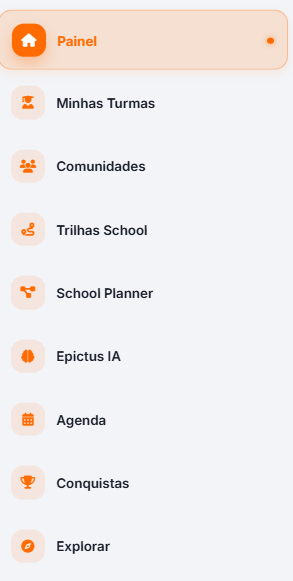 Painel
Minhas Turmas
Comunidades
Trilhas School
School Planner
Epictus IA
Agenda
Conquistas
Explorar